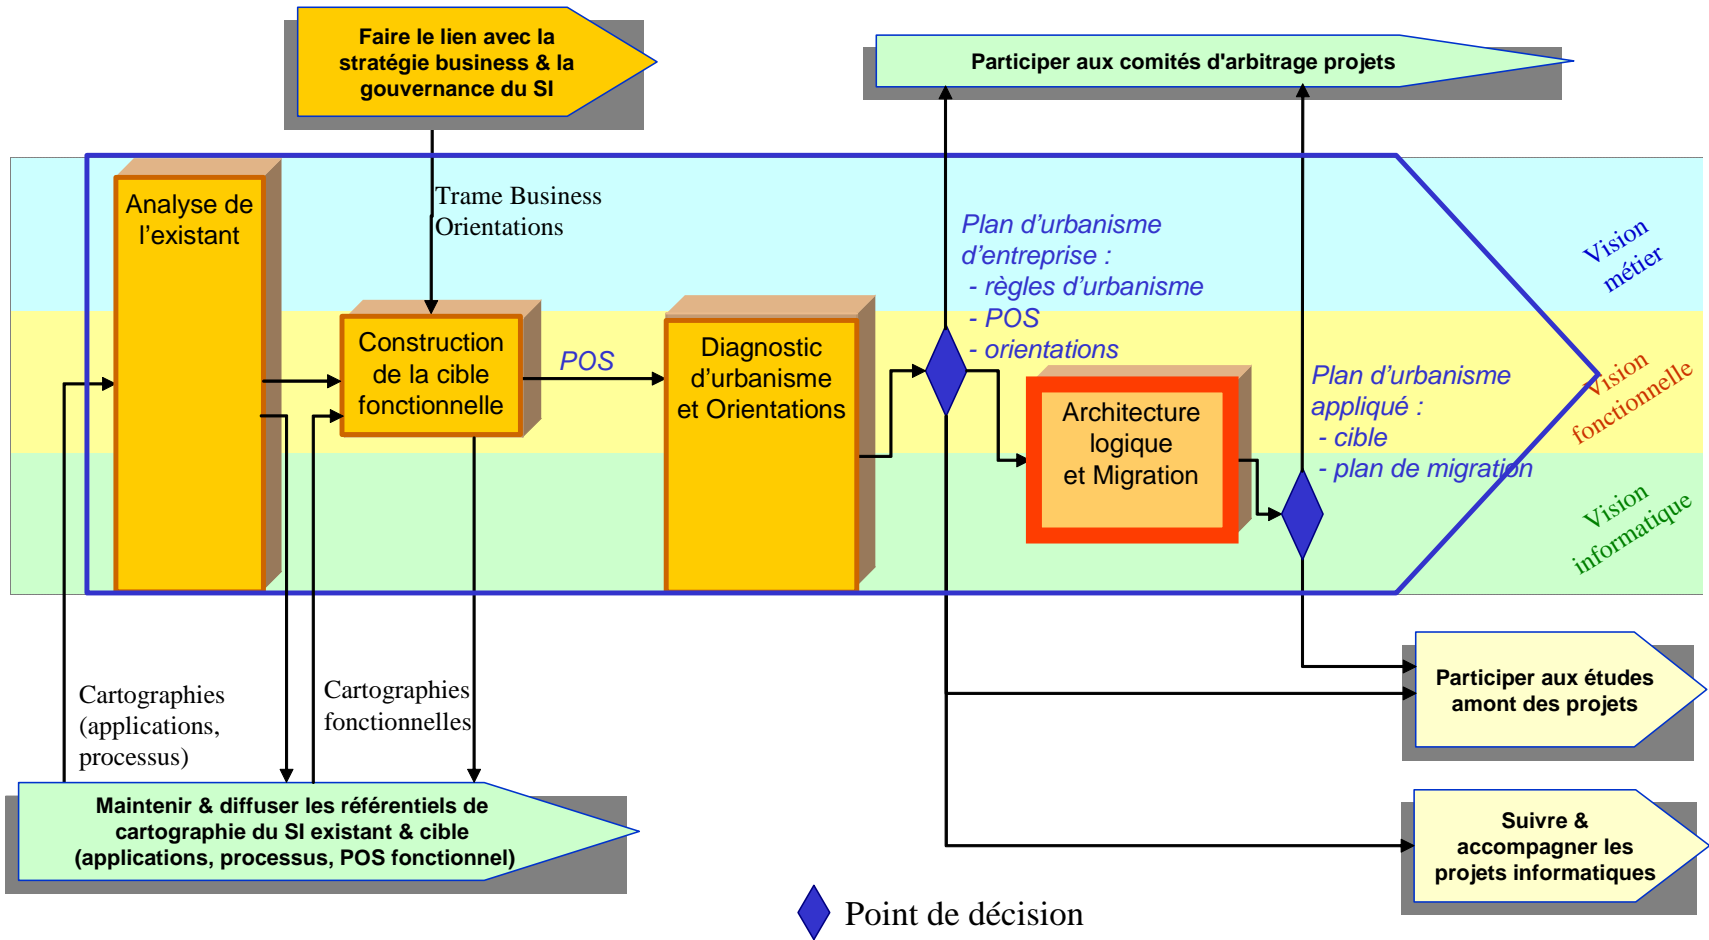 Faire le lien avec la
stratégie business & la
gouvernance du SI
Participer aux comités d'arbitrage projets
Analyse de
l’existant
Trame Business
Orientations
Construction
de la cible
fonctionnelle
POS
Diagnostic
d’urbanisme
et Orientations
Plan d’urbanisme
d’entreprise :
- règles d’urbanisme
- POS
- orientations
Architecture
logique
et Migration
Plan d’urbanisme
appliqué :
- cible
- plan de migration
Vision
métier
Vision
fonctionnelle
Vision
informatique
Cartographies
(applications,
processus)
Cartographies
fonctionnelles
Participer aux études
amont des projets
Maintenir & diffuser les référentiels de
cartographie du SI existant & cible
(applications, processus, POS fonctionnel)
Suivre &
accompagner les
projets informatiques
Point de décision